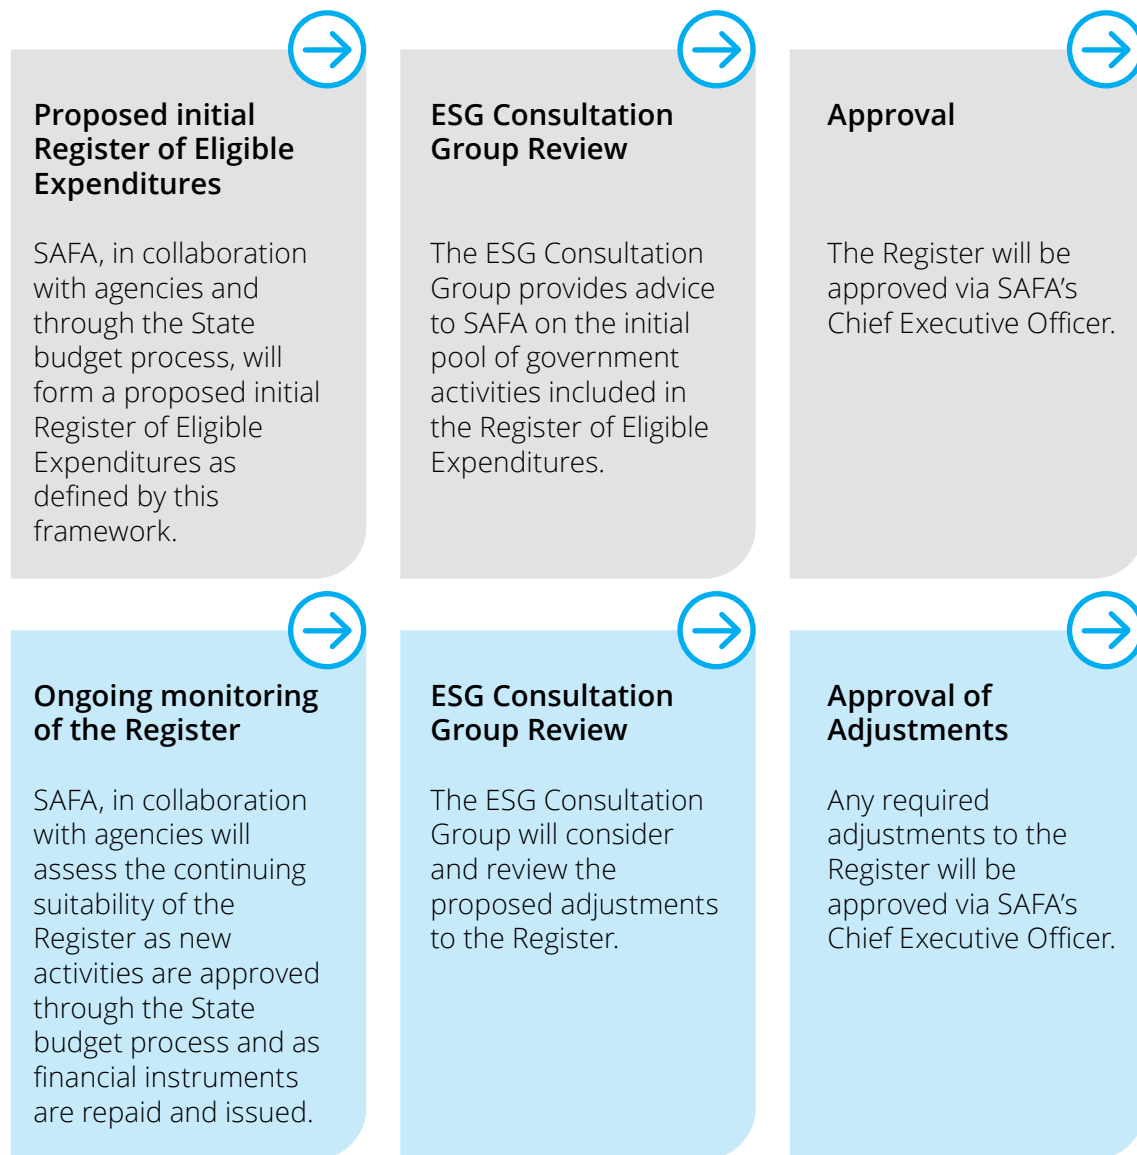 Proposed initial
Register of Eligible
Expenditures
SAFA, in collaboration
with agencies and
through the State
budget process, will
form a proposed initial
Register of Eligible
Expenditures as
defined by this
framework.
ESG Consultation
Group Review
The ESG Consultation
Group provides advice
to SAFA on the initial
pool of government
activities included in
the Register of Eligible
Expenditures.
Approval
The Register will be
approved via SAFA’s
Chief Executive Officer.
Ongoing monitoring
of the Register
SAFA, in collaboration
with agencies will
assess the continuing
suitability of the
Register as new
activities are approved
through the State
budget process and as
financial instruments
are repaid and issued.
ESG Consultation
Group Review
The ESG Consultation
Group will consider
and review the
proposed adjustments
to the Register.
Approval of
Adjustments
Any required
adjustments to the
Register will be
approved via SAFA’s
Chief Executive Officer.